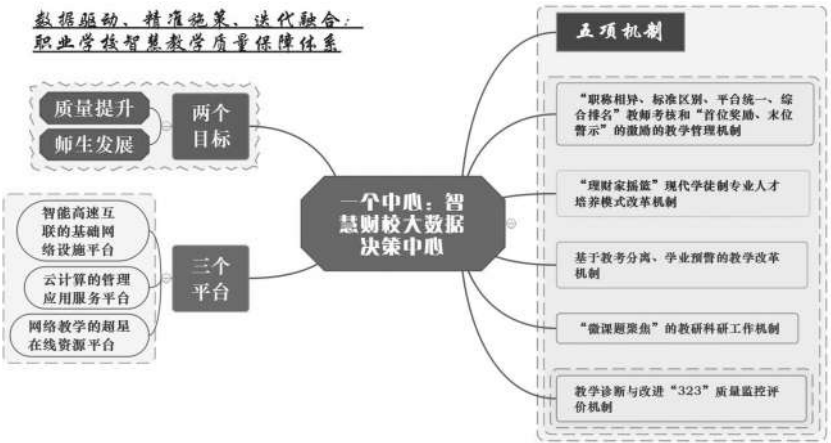 数据驱动、精准施策、迭代融合:
职业学校智慧教学质量保障体系
质量提升
师生发展
两个
目标
智能高速互
联的基础网
络设施平台
云计算的管理
应用服务平台
网络教学的超星
在线资源平台
三个
平台
一个中心:智
慧财校大数据
决策中心
五项机制
“职称相异、标准区别、平台统一、综
合排名”教师考核和“首位奖励、末位
警示”的激励的教学管理机制
“理财家摇篮”现代学徒制专业人才
培养模式改革机制
基于教考分离、学业预警的教学改革
机制
“微课题聚焦”的教研科研工作机制
教学诊断与改进“323”质量监控评
价机制